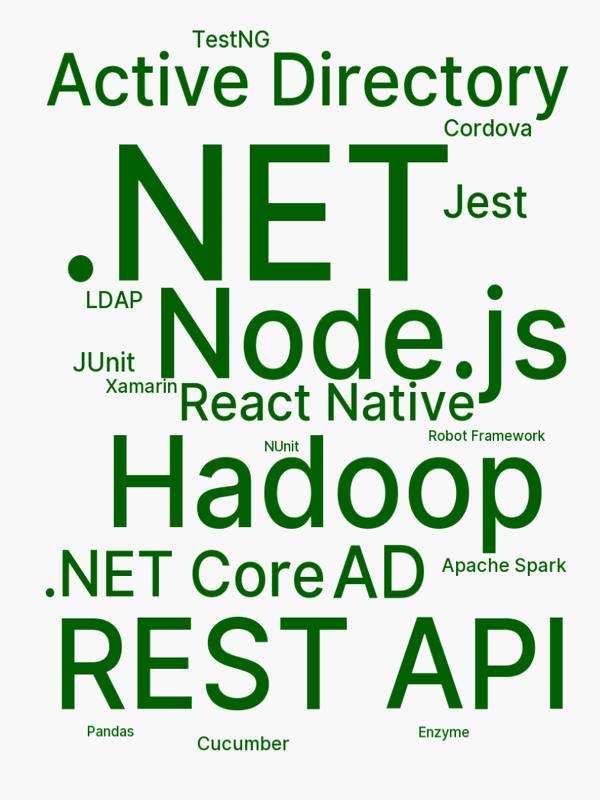 TestNG
Active Directory
Cordova
.NET
Jest
LDAP
Node.js
JUnit
Xamarin
React Native
Robot Framework
NUnit
Hadoop
.NET Core
AD
Apache Spark
REST API
Pandas
Enzyme
Cucumber